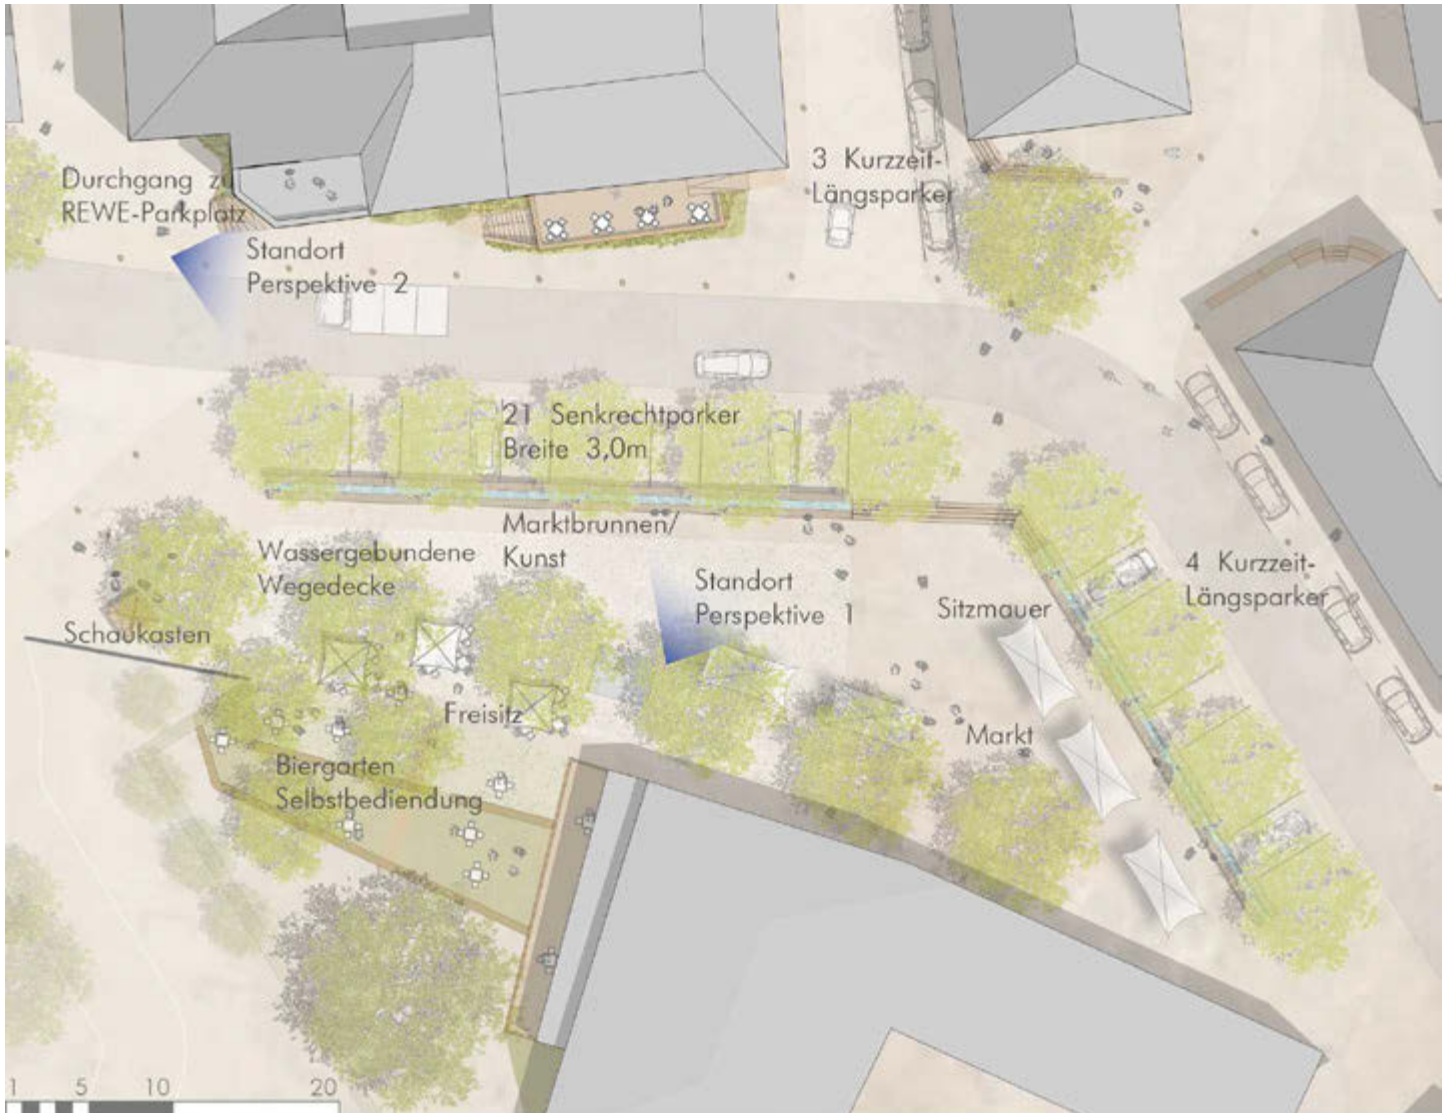 3 Kurzzeit-
Längsparker
Durchgang zu
REWE-Parkplatz
Standort
Perspektive 2
21 Senkrechtparker
Breite 3,0m
Marktbrunnen/
Kunst
Wassergebundene
Wegedecke
Standort
Perspektive 1
4 Kurzzeit-
Längsparker
Sitzmauer
Schaukasten
Freisitz
Markt
Biergarten
Selbstbediendung
1 5 10 20